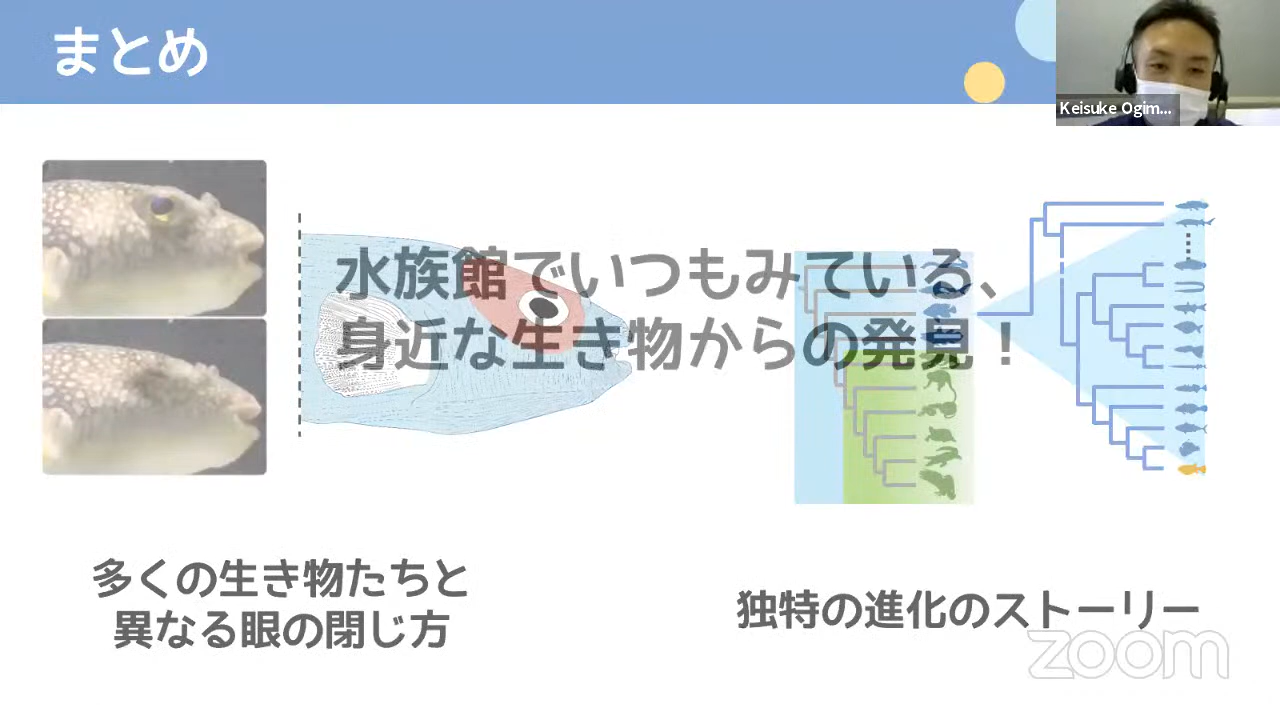 まとめ
Keisuke Ogim...
水族館でいつもみている、
身近な生き物からの発見！
多くの生き物たちと
異なる眼の閉じ方
独特の進化のストーリー
zoom